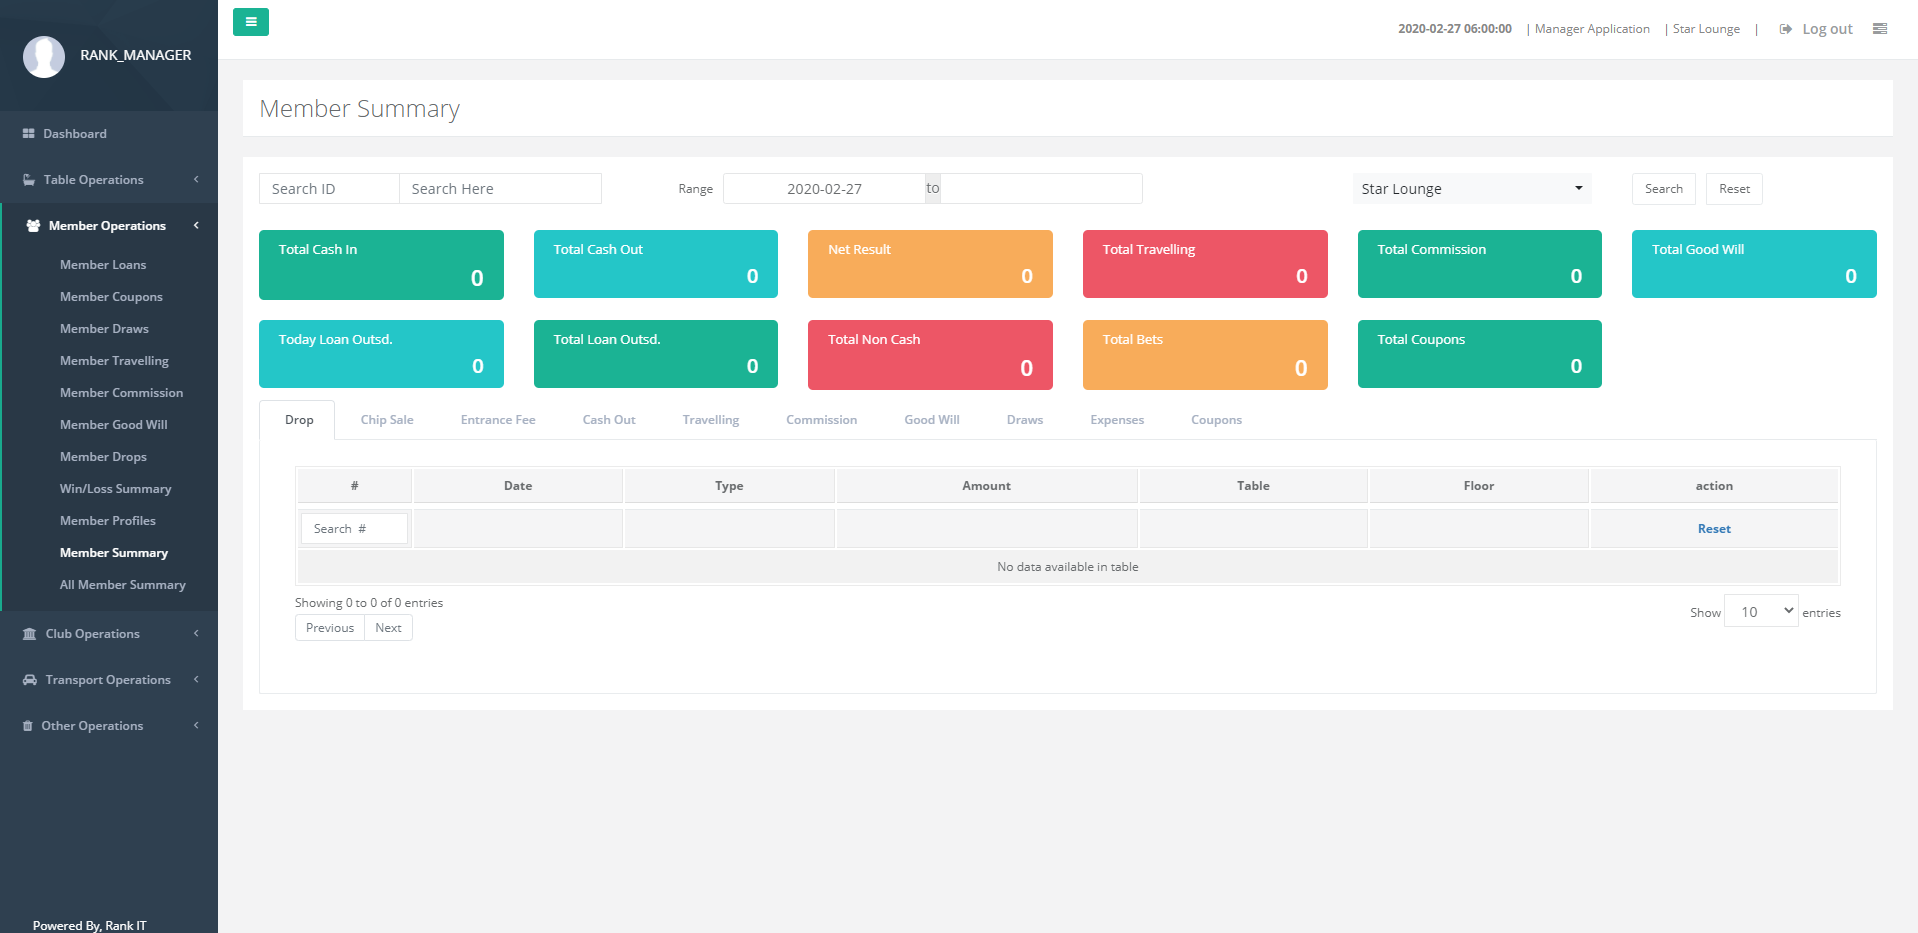 RANK_MANAGER
2020-02-27 06:00:00 | Manager Application | Star Lounge | Log out
Dashboard
Table Operations
Member Operations
Member Loans
Member Coupons
Member Draws
Member Travelling
Member Commission
Member Good Will
Member Drops
Win/Loss Summary
Member Profiles
Member Summary
All Member Summary
Club Operations
Transport Operations
Other Operations
Powered By, Rank IT
Member Summary
Search ID Search Here Range 2020-02-27 to Star Lounge Search Reset
Total Cash In Total Cash Out Net Result Total Travelling Total Commission Total Good Will
0 0 0 0 0 0
Today Loan Outsd. Total Loan Outsd. Total Non Cash Total Bets Total Coupons
0 0 0 0 0
Drop Chip Sale Entrance Fee Cash Out Travelling Commission Good Will Draws Expenses Coupons
# Date Type Amount Table Floor action
Search # Reset
No data available in table
Showing 0 to 0 of 0 entries
Show 10 entries
Previous Next